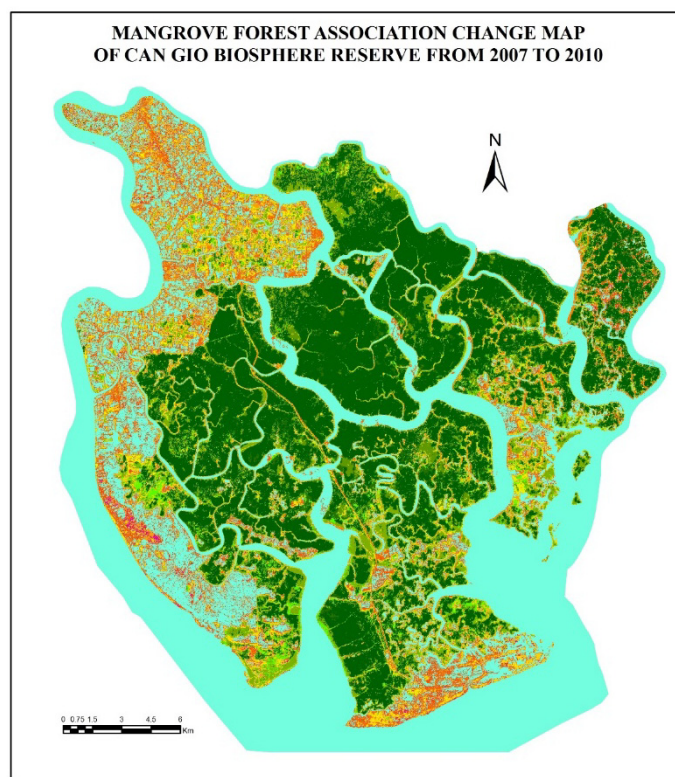 MANGROVE FOREST ASSOCIATION CHANGE MAP
OF CAN GIO BIOSPHERE RESERVE FROM 2007 TO 2010
N
0 0.75 1.5 3 4.5 6
Km